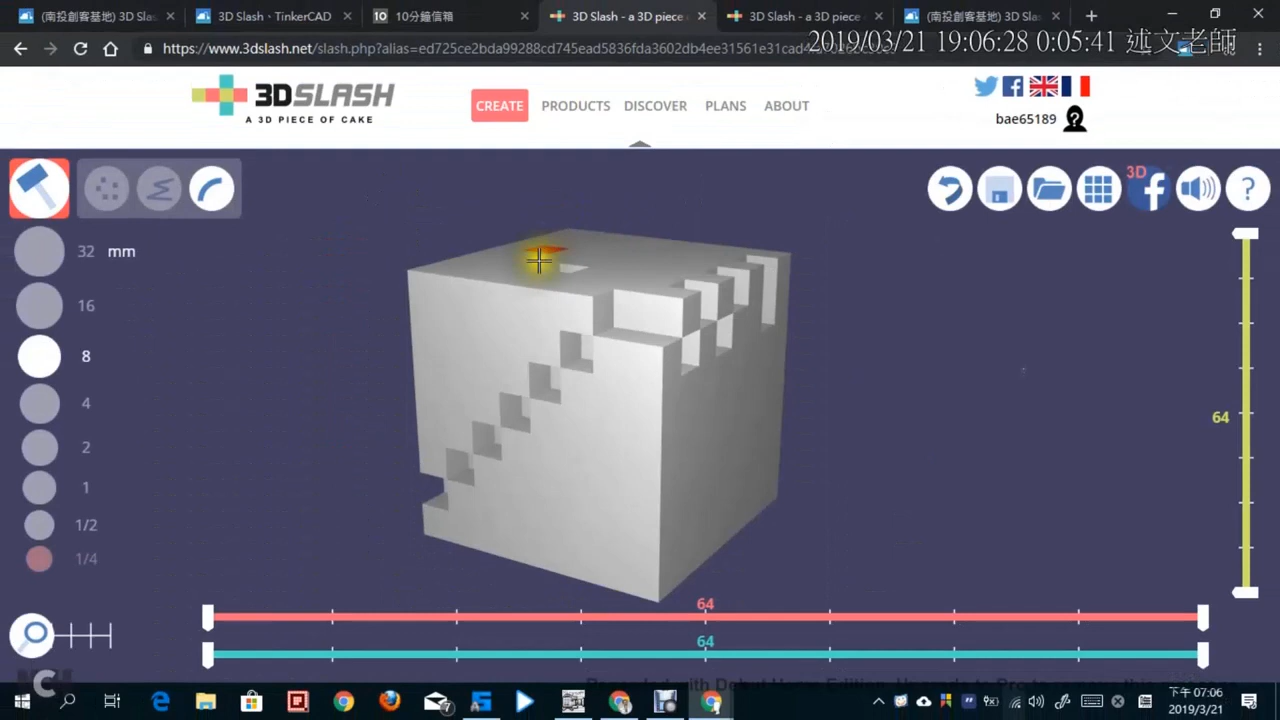 (南投創客基地) 3D Slas
3D Slash、TinkerCAD
10 10分鐘信箱
3D Slash - a 3D piece
3D Slash - a 3D piece
(南投創客基地) 3D Slas
https://www.3dslash.net/slash.php?alias=ed725ce2bda99288cd745ead5836fda3602db4ee31561e31cad4
2019/03/21 19:06:28 0:05:41 述文老師
3DSLASH
A 3D PIECE OF CAKE
CREATE PRODUCTS DISCOVER PLANS ABOUT
bae65189
3D
32 mm
16
8
4
2
1
1/2
1/4
64
64
64
下午 07:06
2019/3/21